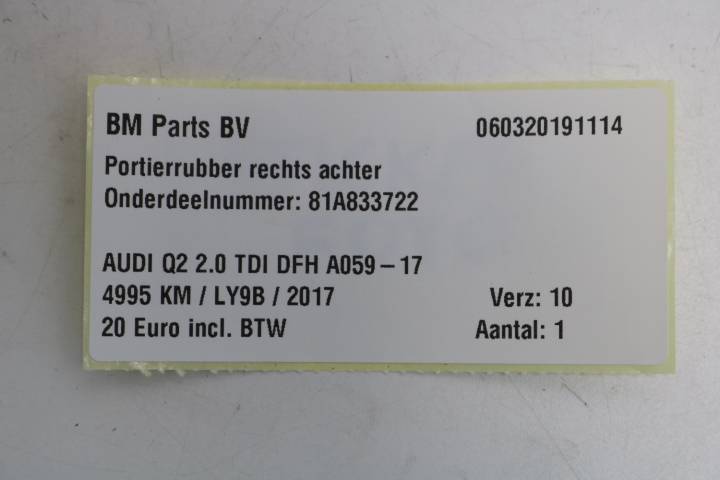 BM Parts BV 060320191114
Portierrubber rechts achter
Onderdeelnummer: 81A833722
AUDI Q2 2.0 TDI DFH A059-17
4995 KM / LY9B / 2017 Verz: 10
20 Euro incl. BTW Aantal: 1